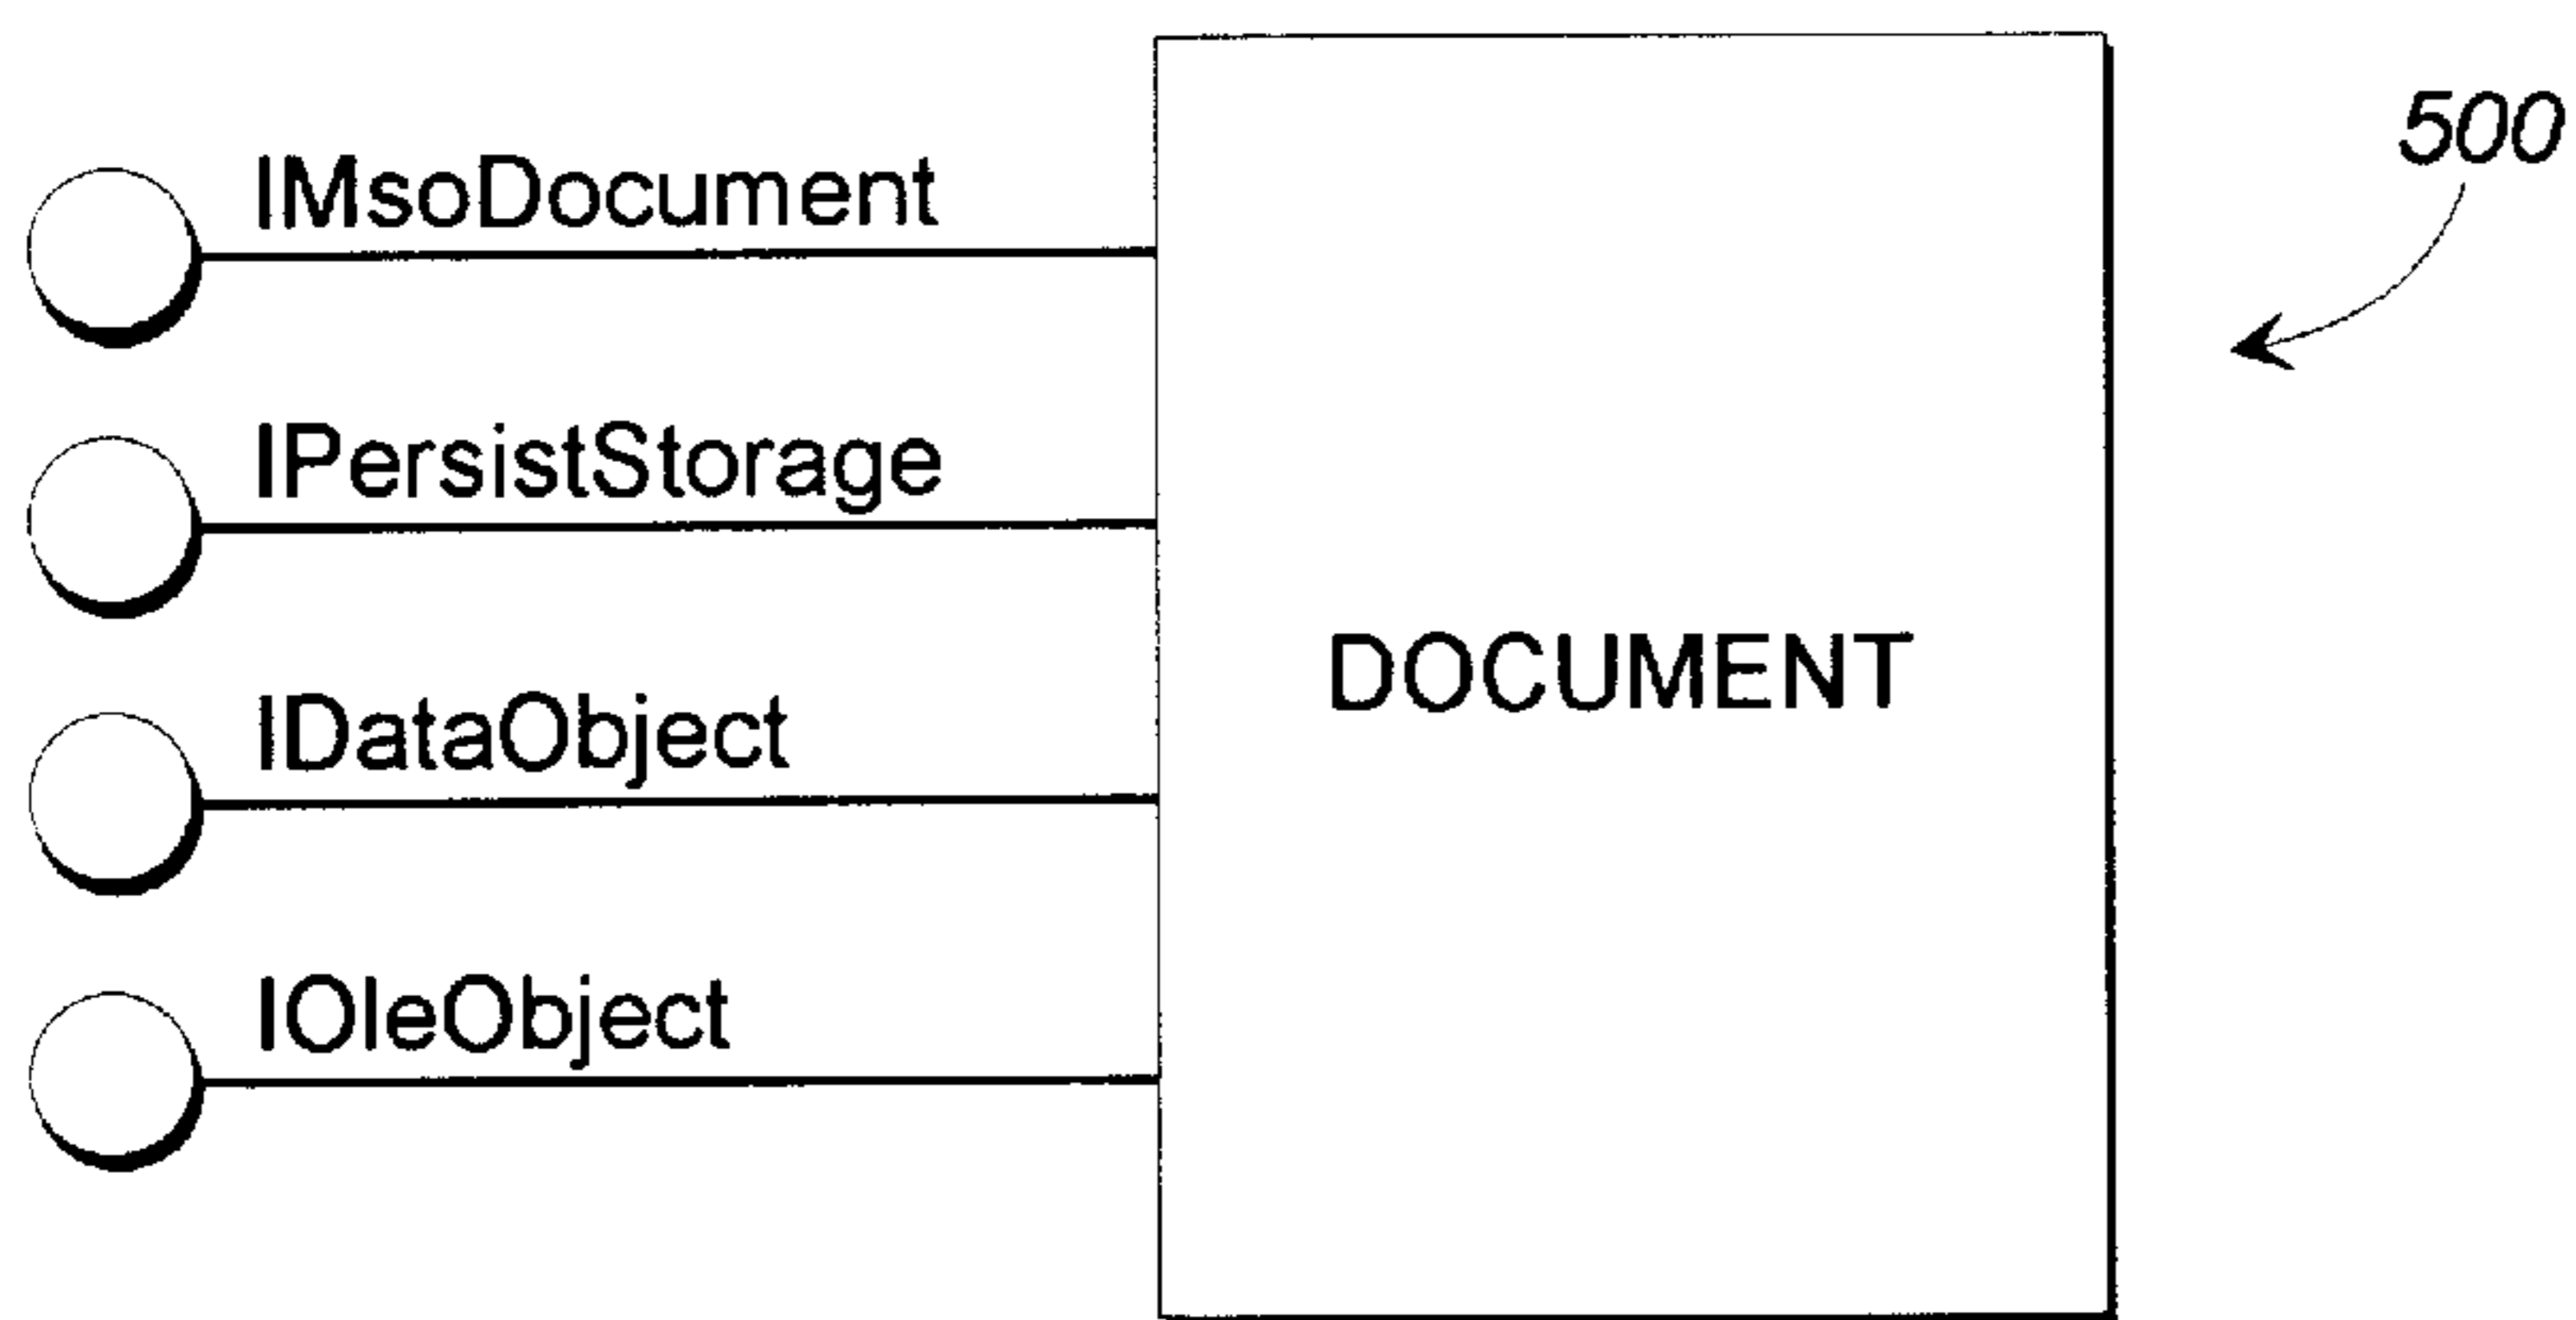 500
IMsoDocument
IPersistStorage
DOCUMENT
IDataObject
IOleObject